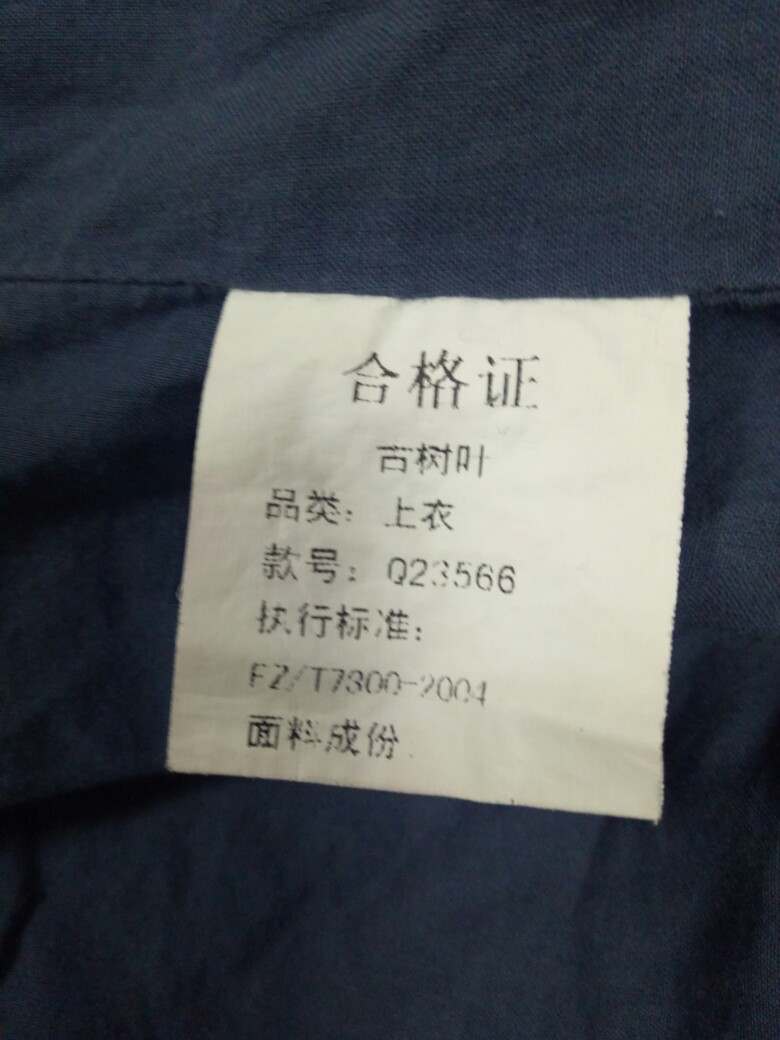 合格证
古树叶
品类：上衣
款号：Q23566
执行标准：
FZ/T7300-2004
面料成份